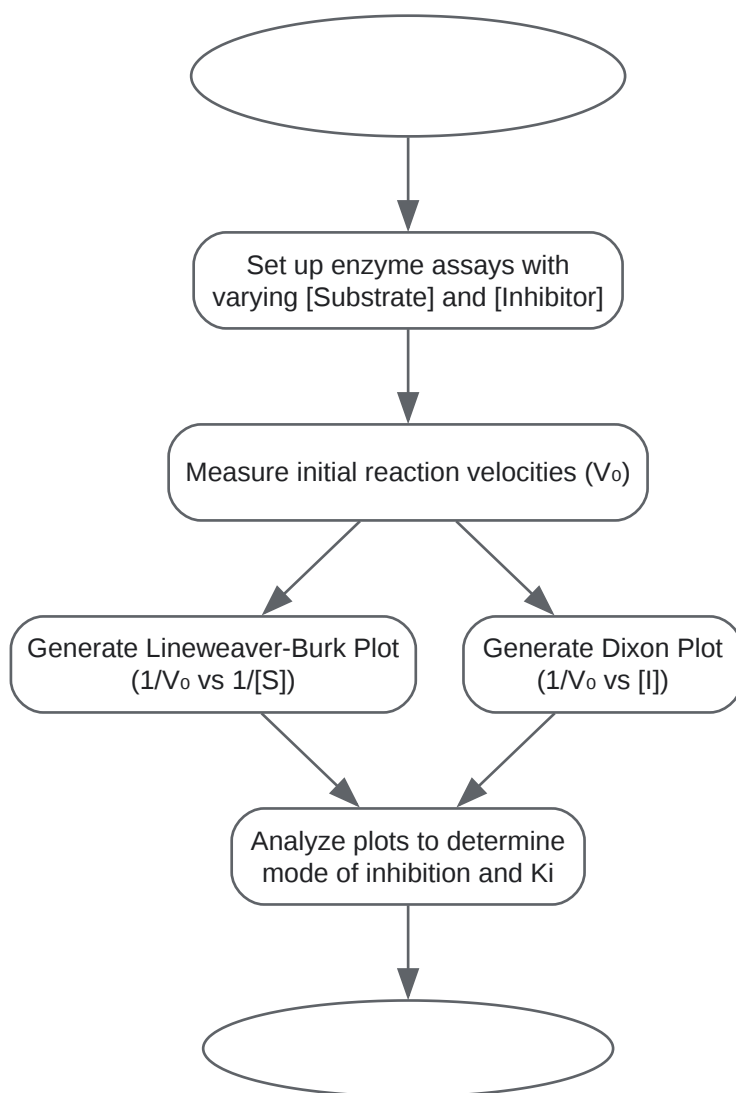 Set up enzyme assays with
varying [Substrate] and [Inhibitor]
Measure initial reaction velocities (V₀)
Generate Lineweaver-Burk Plot
(1/V₀ vs 1/[S])
Generate Dixon Plot
(1/V₀ vs [I])
Analyze plots to determine
mode of inhibition and Ki